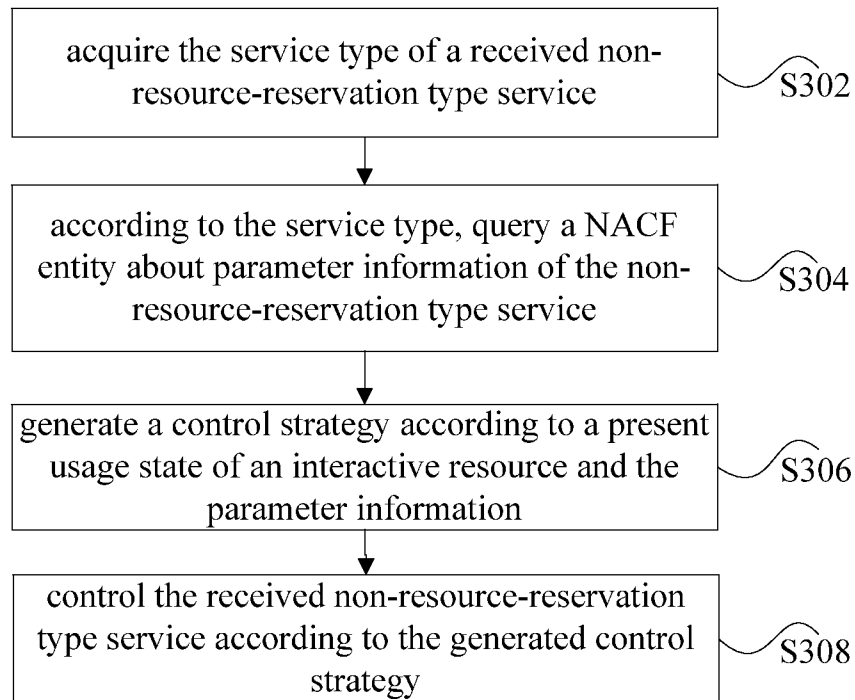 acquire the service type of a received non-
resource-reservation type service
S302
according to the service type, query a NACF
entity about parameter information of the non-
resource-reservation type service
S304
generate a control strategy according to a present
usage state of an interactive resource and the
parameter information
S306
control the received non-resource-reservation
type service according to the generated control
strategy
S308